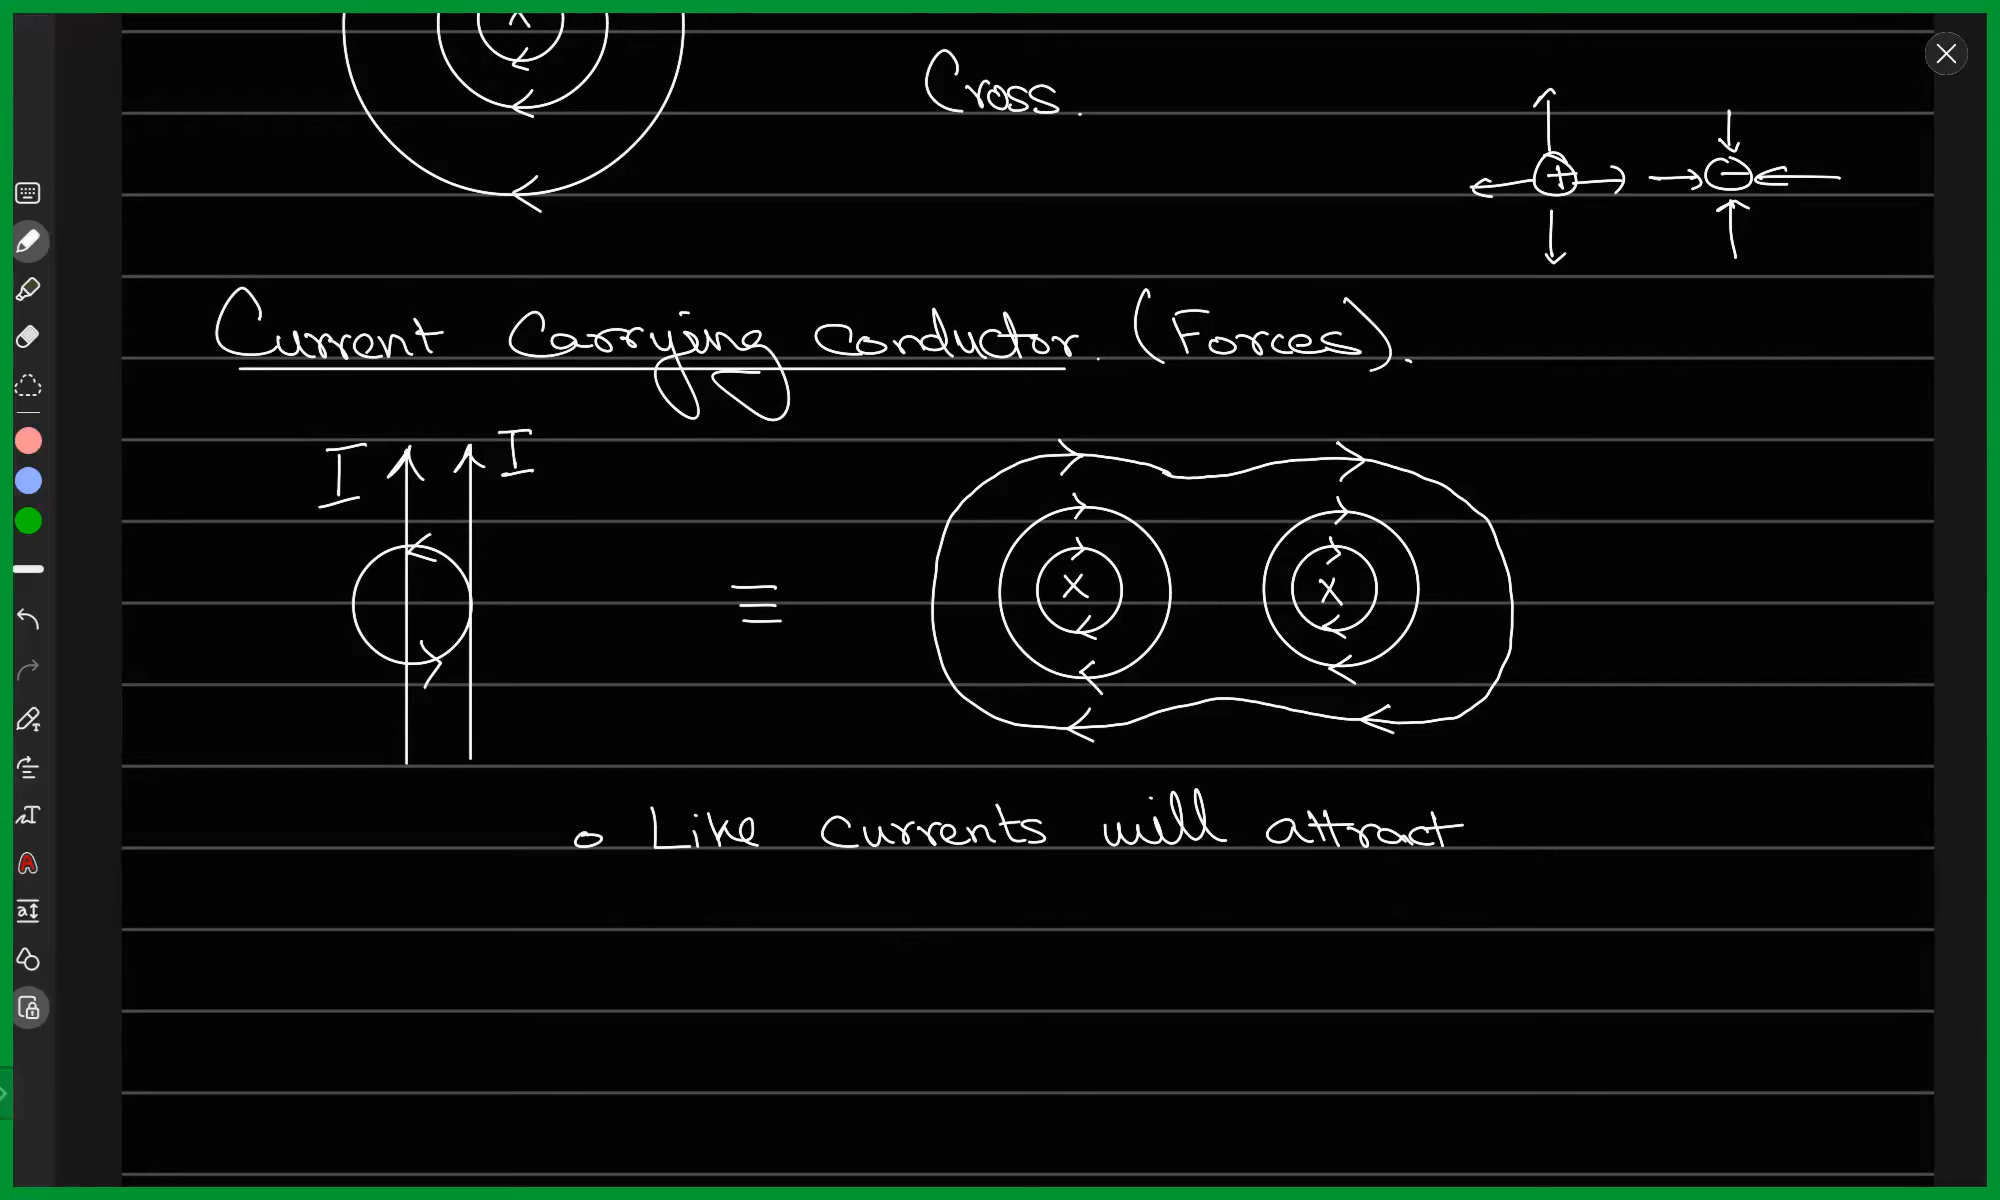 x
Cross.
+ -
Current Carrying conductor. (Forces).
I I
x x
≡
o Like currents will attract